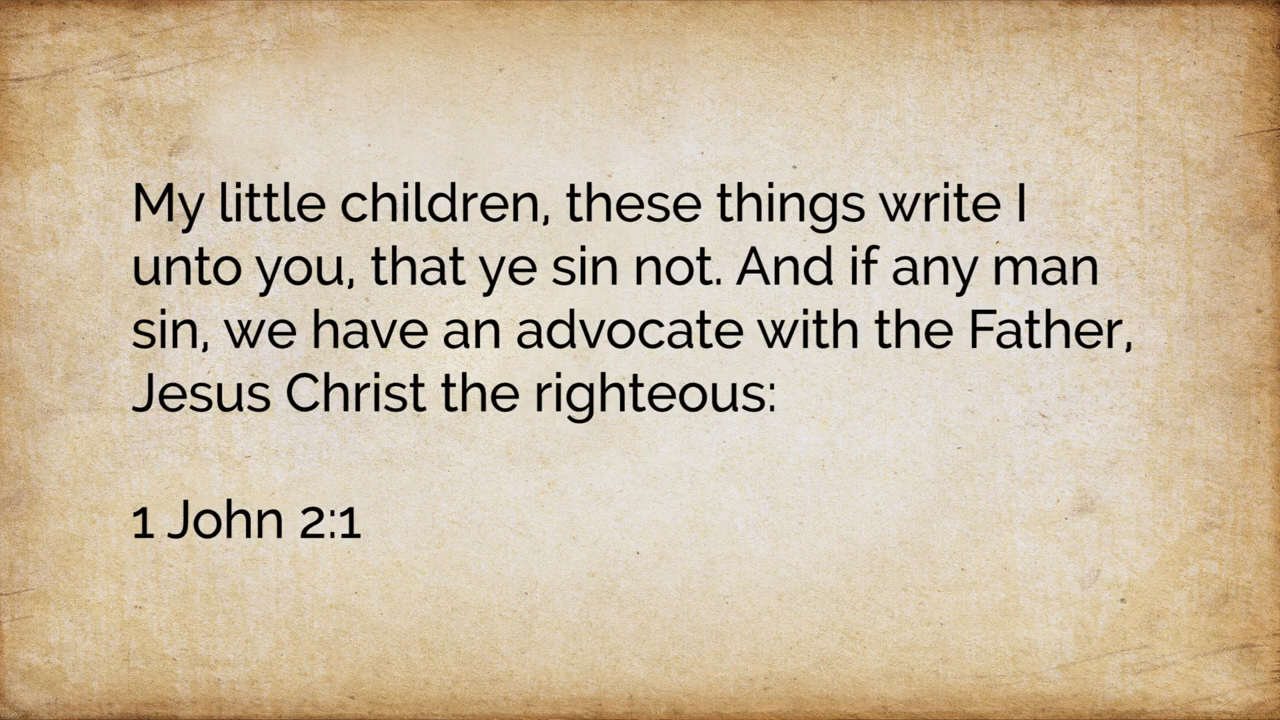 My little children, these things write I
unto you, that ye sin not. And if any man
sin, we have an advocate with the Father,
Jesus Christ the righteous:
1 John 2:1